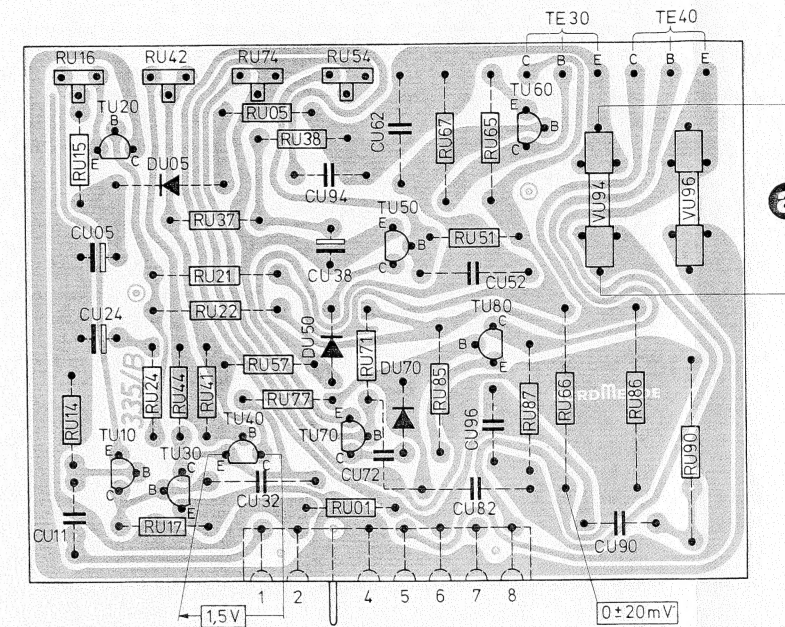 TE30 TE40
RU16 RU42 RU74 RU54
C B E C B E
TU20 B E C
RU05
TU60 E B C
RU15
RU38
CU62
RU67
RU65
DU05
CU94
VU94
VU96
a
RU37
TU50 E B C
RU51
CU05
CU38
RU21
CU52
RU22
TU80 C B E
CU24
DU50
RU71
335/B
RU57
DU70
RU85
RU24
RU44
RU41
RU87
RU66
RU86
RU77
RU14
TU40 B E C
TU70 E B C
CU96
RU90
TU10 E B C
TU30 C B E
CU72
CU32
CU82
RU01
CU11
RU17
CU90
1 2 4 5 6 7 8
1,5V
0±20mV